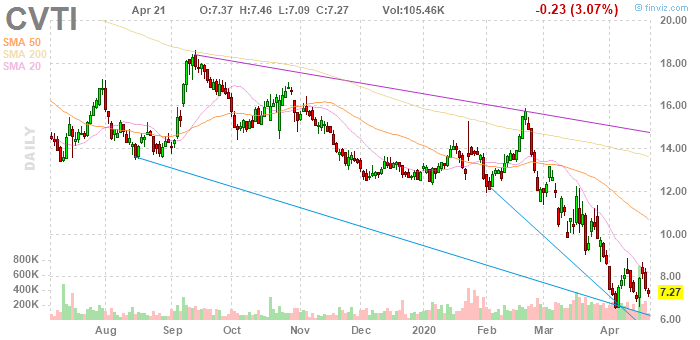 CVTI
Apr 21 O:7.37 H:7.46 L:7.09 C:7.27 Vol:105.46K -0.23 (3.07%)
© finviz.com
SMA 50
SMA 200
SMA 20
DAILY
20.00
18.00
16.00
14.00
12.00
10.00
8.00
7.27
6.00
800K
600K
400K
200K
Aug Sep Oct Nov Dec 2020 Feb Mar Apr